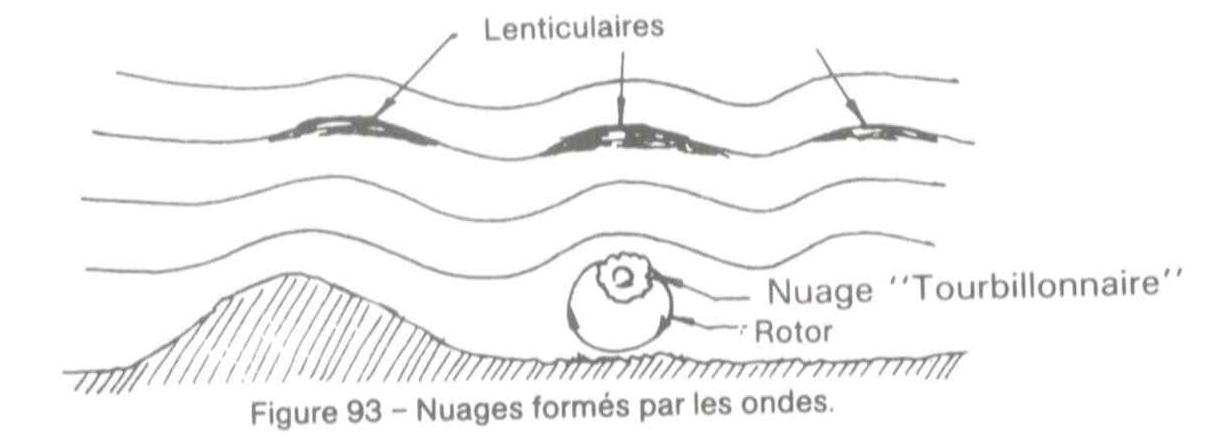 Lenticulaires
Nuage ''Tourbillonnaire''
Rotor
Figure 93 – Nuages formés par les ondes.